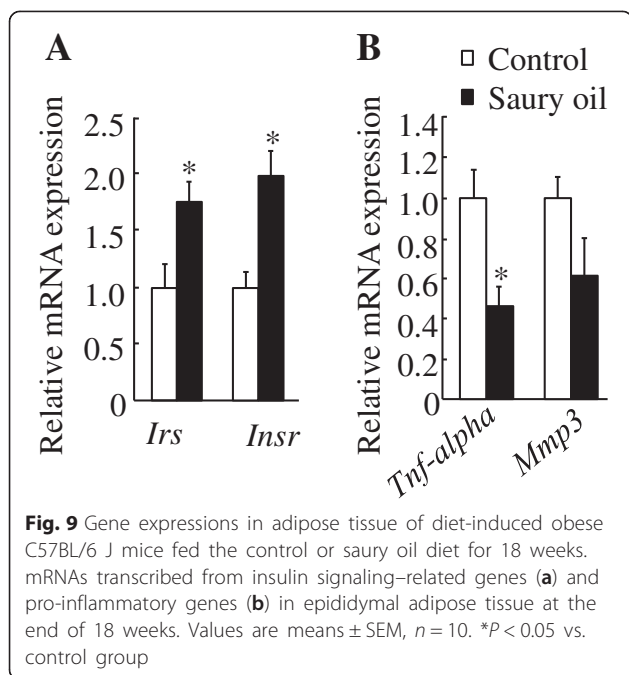 A
B
Control
Saury oil
Relative mRNA expression
2.5
2.0
1.5
1.0
0.5
0
*
*
Irs
Insr
Relative mRNA expression
1.4
1.2
1.0
0.8
0.6
0.4
0.2
0
*
Tnf-alpha
Mmp3
Fig. 9 Gene expressions in adipose tissue of diet-induced obese
C57BL/6 J mice fed the control or saury oil diet for 18 weeks.
mRNAs transcribed from insulin signaling–related genes (a) and
pro-inflammatory genes (b) in epididymal adipose tissue at the
end of 18 weeks. Values are means ± SEM, n = 10. *P < 0.05 vs.
control group